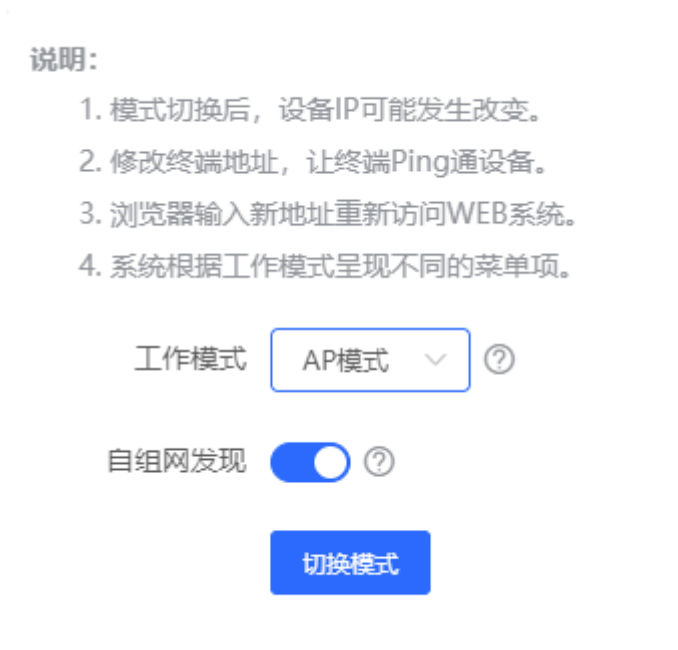 说明：
1. 模式切换后，设备IP可能发生改变。
2. 修改终端地址，让终端Ping通设备。
3. 浏览器输入新地址重新访问WEB系统。
4. 系统根据工作模式呈现不同的菜单项。
工作模式 AP模式
自组网发现
切换模式